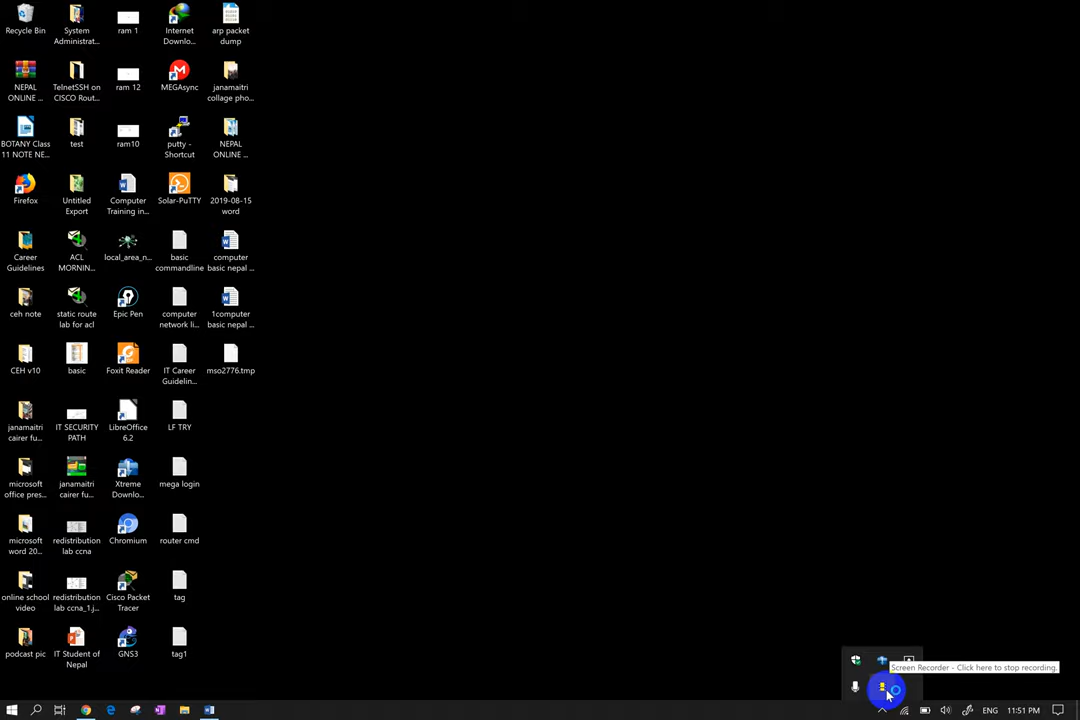 Recycle Bin
System
Administrat...
ram 1
Internet
Downlo...
arp packet
dump
NEPAL
ONLINE ...
TelnetSSH on
CISCO Rout...
ram 12
MEGAsync
janamaitri
collage pho...
BOTANY Class
11 NOTE NE...
test
ram10
putty -
Shortcut
NEPAL
ONLINE ...
Firefox
Untitled
Export
Computer
Training in...
Solar-PuTTY
2019-08-15
word
Career
Guidelines
ACL
MORNIN...
local_area_n...
basic
commandline
computer
basic nepal ...
ceh note
static route
lab for acl
Epic Pen
computer
network li...
1computer
basic nepal ...
CEH v10
basic
Foxit Reader
IT Career
Guidelin...
mso2776.tmp
janamaitri
cairer fu...
IT SECURITY
PATH
LibreOffice
6.2
LF TRY
microsoft
office pres...
janamaitri
cairer fu...
Xtreme
Downlo...
mega login
microsoft
word 20...
redistribution
lab ccna
Chromium
router cmd
online school
video
redistribution
lab ccna_1.j...
Cisco Packet
Tracer
tag
podcast pic
IT Student of
Nepal
GNS3
tag1
Screen Recorder - Click here to stop recording.
ENG
11:51 PM